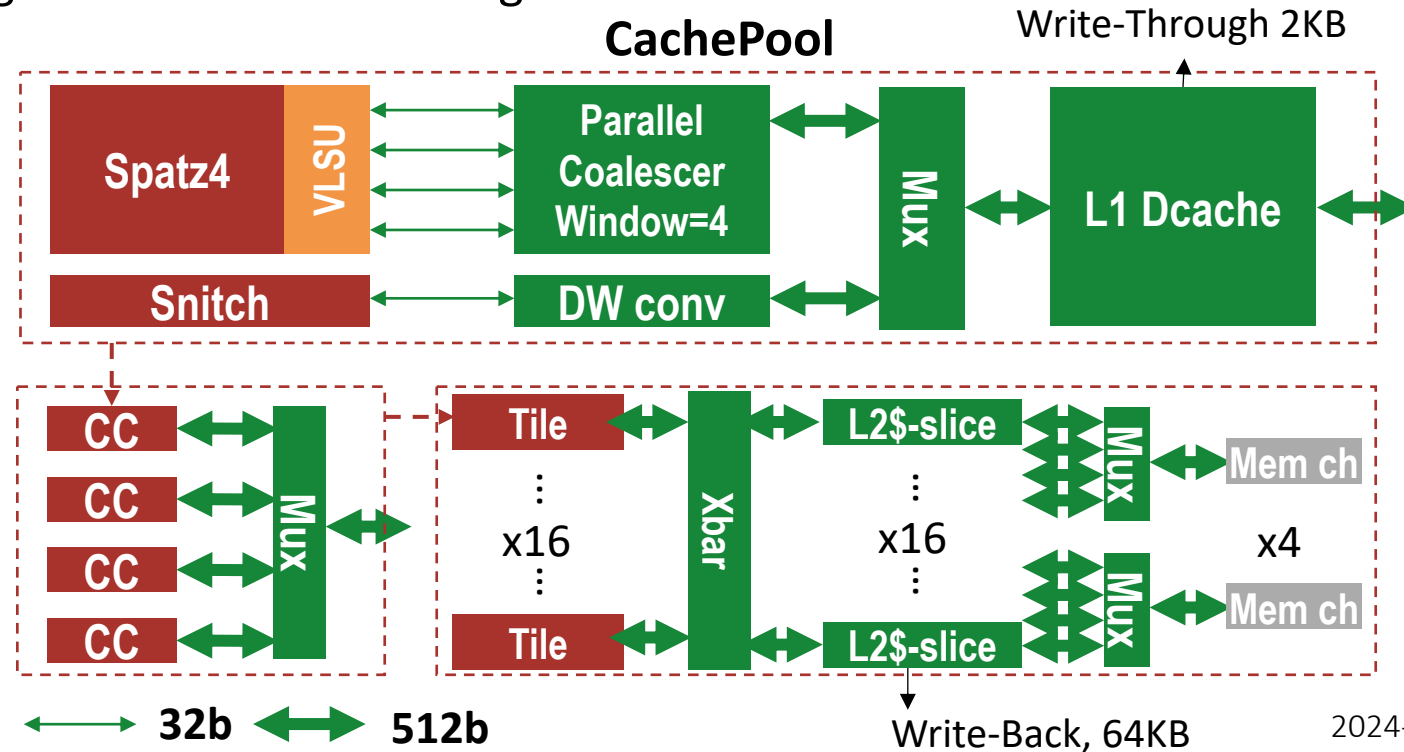 CachePool
Write-Through 2KB
Spatz4
VLSU
Parallel
Coalescer
Window=4
Mux
L1 Dcache
Snitch
DW conv
CC
CC
CC
CC
Mux
Tile
⋮
x16
⋮
Tile
Xbar
L2$-slice
⋮
x16
⋮
L2$-slice
Mux
Mux
Mem ch
x4
Mem ch
32b
512b
Write-Back, 64KB
2024-